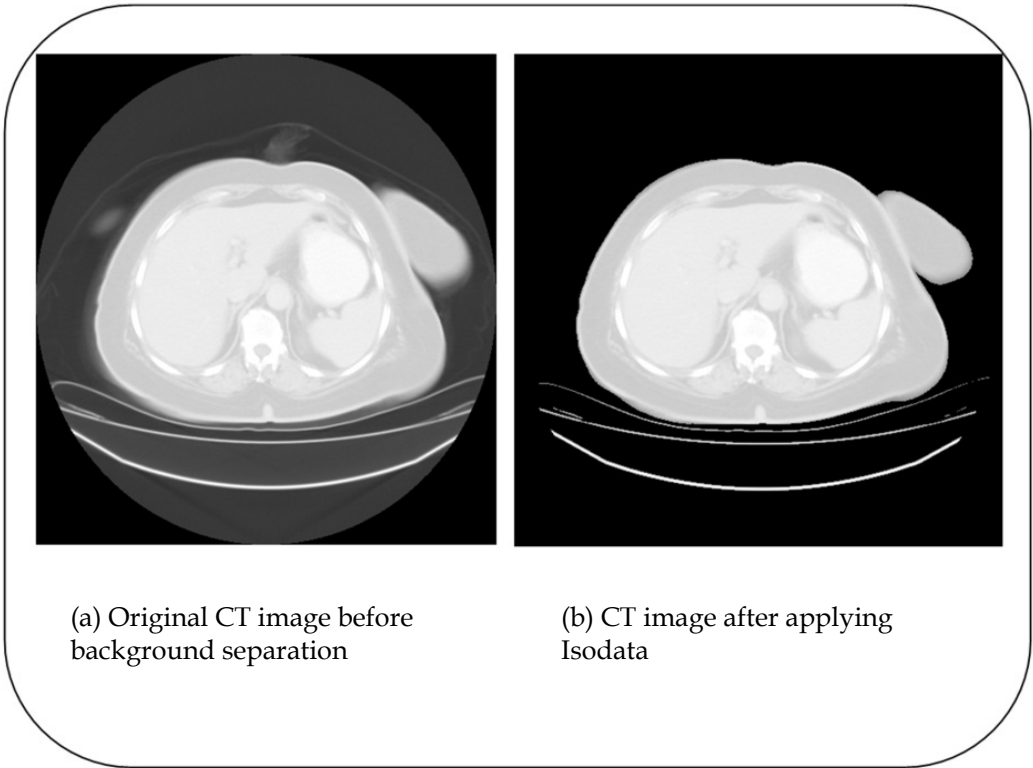 (a) Original CT image before
background separation
(b) CT image after applying
Isodata